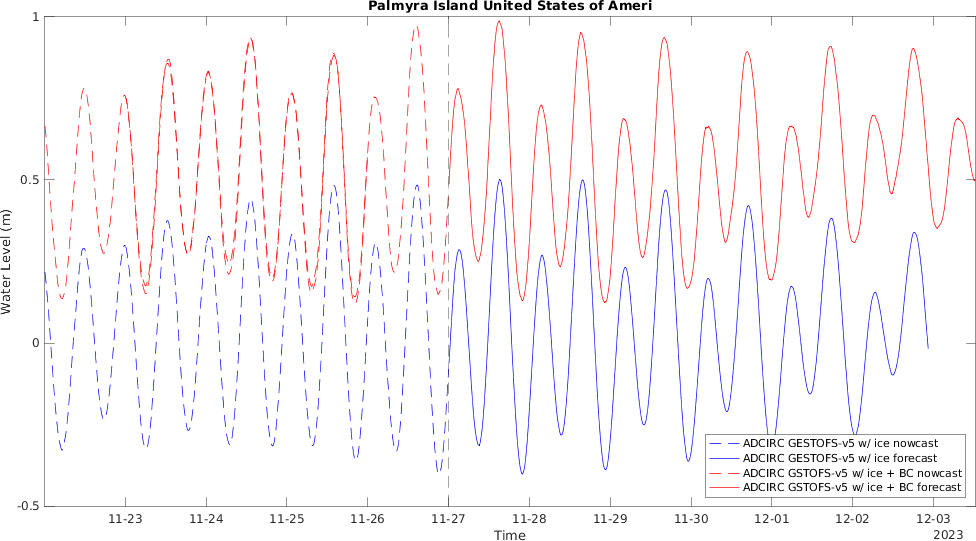 Palmyra Island United States of Ameri
Water Level (m)
1
0.5
0
-0.5
ADCIRC GESTOFS-v5 w/ ice nowcast
ADCIRC GESTOFS-v5 w/ ice forecast
ADCIRC GSTOFS-v5 w/ ice + BC nowcast
ADCIRC GSTOFS-v5 w/ ice + BC forecast
11-23 11-24 11-25 11-26 11-27 11-28 11-29 11-30 12-01 12-02 12-03
Time
2023